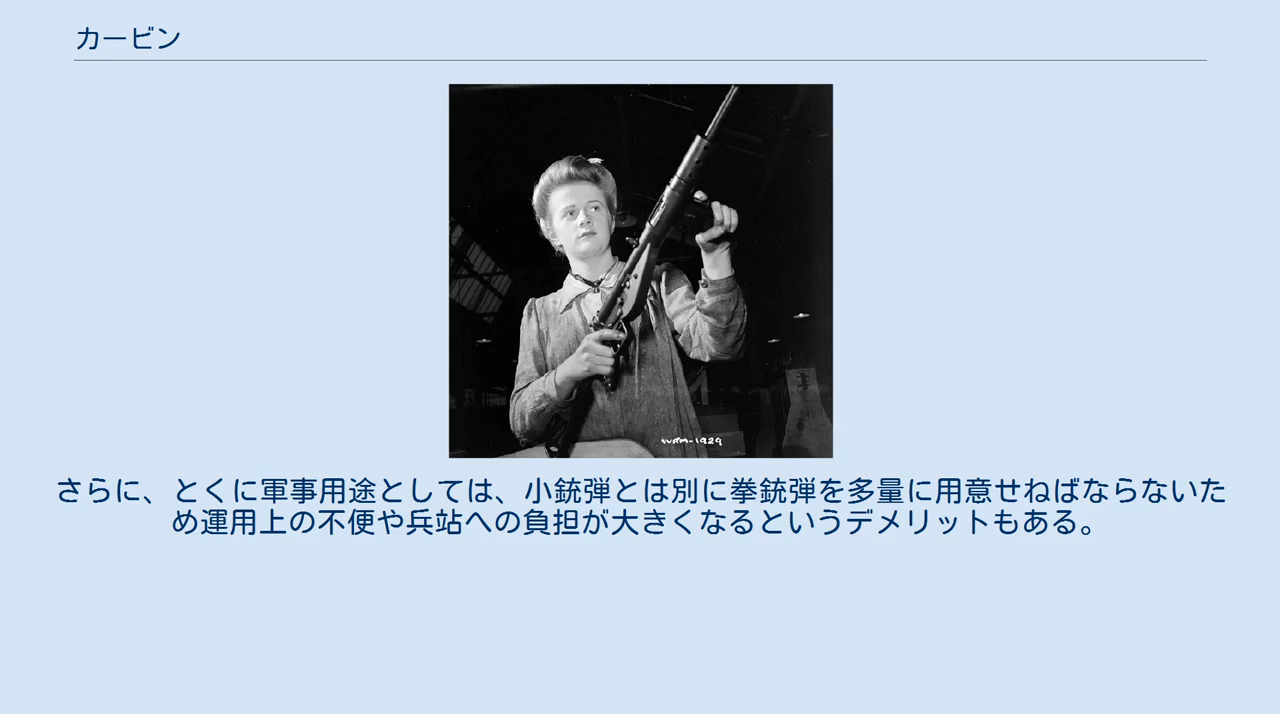 カービン
WRM-1929
さらに、とくに軍事用途としては、小銃弾とは別に拳銃弾を多量に用意せねばならないた
め運用上の不便や兵站への負担が大きくなるというデメリットもある。